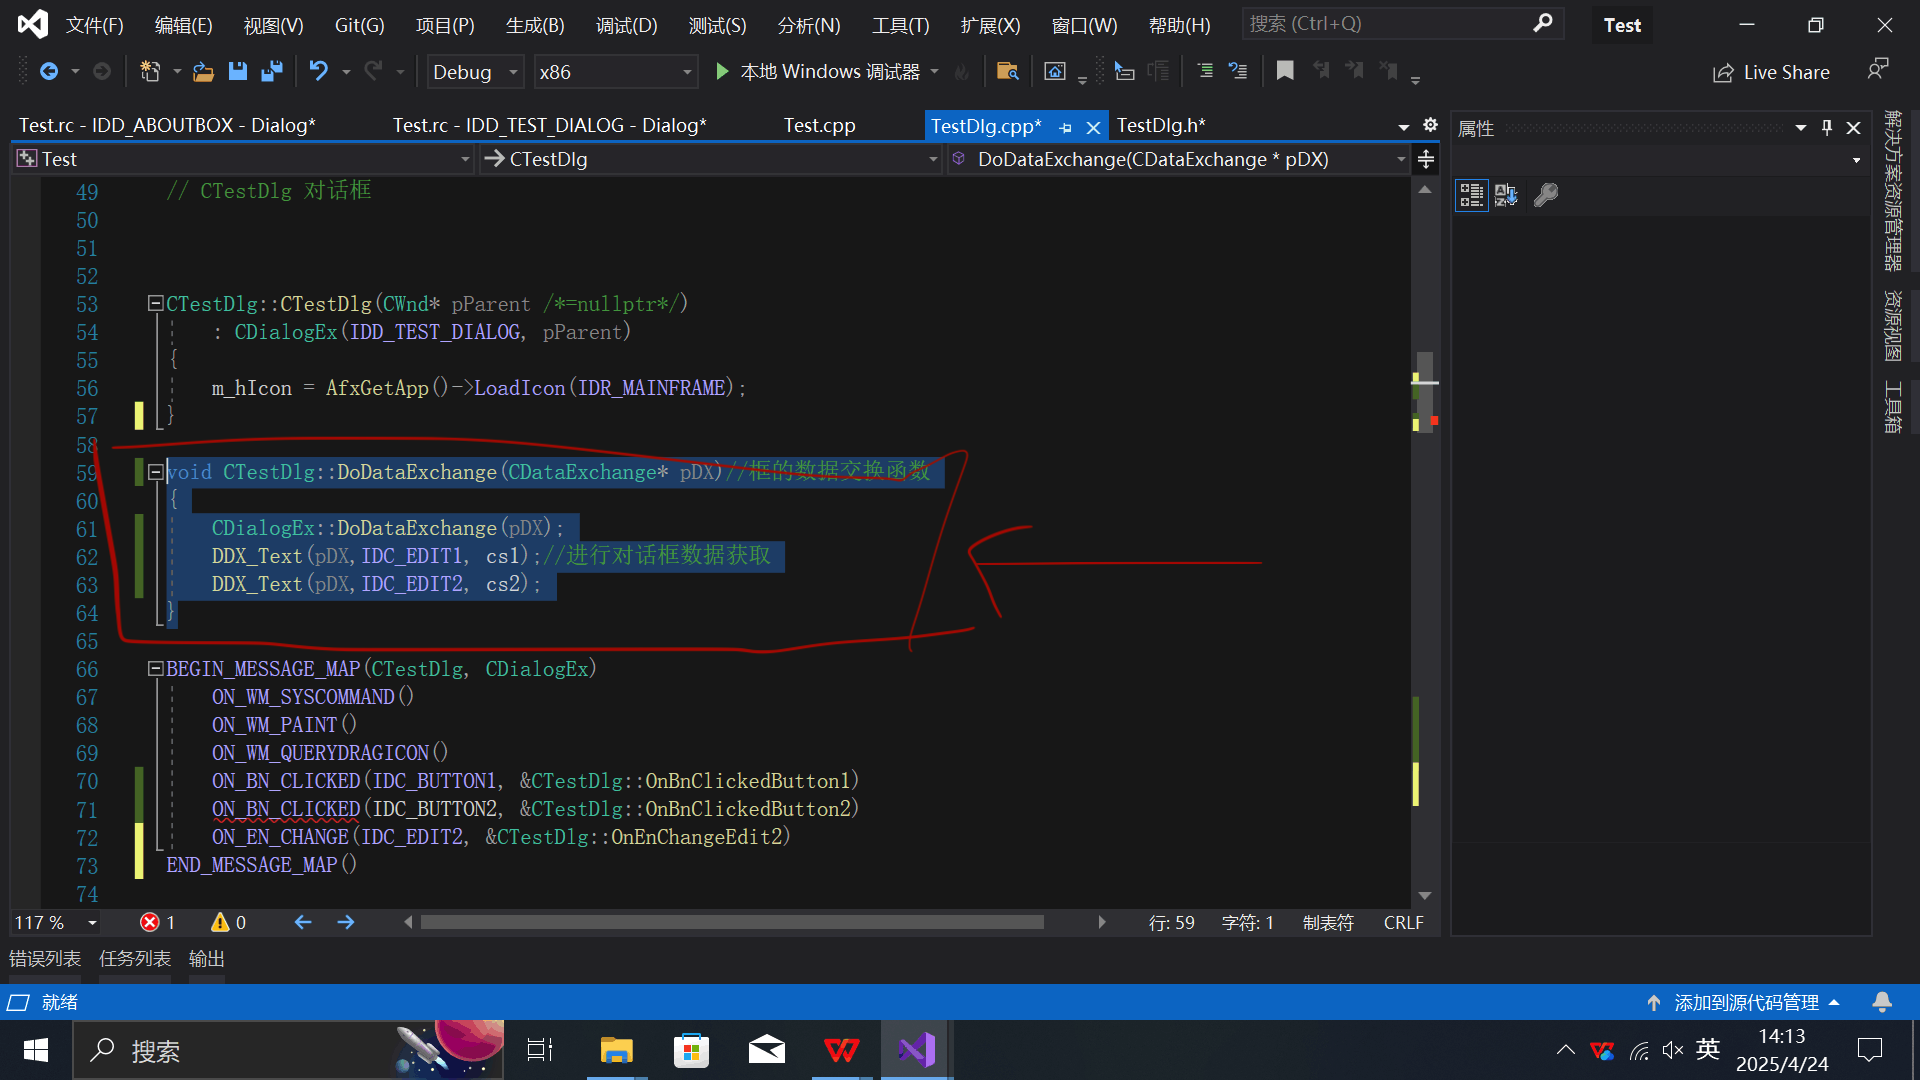 文件(F) 编辑(E) 视图(V) Git(G) 项目(P) 生成(B) 调试(D) 测试(S) 分析(N) 工具(T) 扩展(X) 窗口(W) 帮助(H) 搜索 (Ctrl+Q) Test
Debug x86 本地 Windows 调试器 Live Share
Test.rc - IDD_ABOUTBOX - Dialog* Test.rc - IDD_TEST_DIALOG - Dialog* Test.cpp TestDlg.cpp* TestDlg.h*
属性
Test CTestDlg DoDataExchange(CDataExchange * pDX)
49 // CTestDlg 对话框
50
51
52
53 CTestDlg::CTestDlg(CWnd* pParent /*=nullptr*/)
54 : CDialogEx(IDD_TEST_DIALOG, pParent)
55 {
56 m_hIcon = AfxGetApp()->LoadIcon(IDR_MAINFRAME);
57 }
58
59 void CTestDlg::DoDataExchange(CDataExchange* pDX)//框的数据交换函数
60 {
61 CDialogEx::DoDataExchange(pDX);
62 DDX_Text(pDX,IDC_EDIT1, cs1);//进行对话框数据获取
63 DDX_Text(pDX,IDC_EDIT2, cs2);
64 }
65
66 BEGIN_MESSAGE_MAP(CTestDlg, CDialogEx)
67 ON_WM_SYSCOMMAND()
68 ON_WM_PAINT()
69 ON_WM_QUERYDRAGICON()
70 ON_BN_CLICKED(IDC_BUTTON1, &CTestDlg::OnBnClickedButton1)
71 ON_BN_CLICKED(IDC_BUTTON2, &CTestDlg::OnBnClickedButton2)
72 ON_EN_CHANGE(IDC_EDIT2, &CTestDlg::OnEnChangeEdit2)
73 END_MESSAGE_MAP()
74
解决方案资源管理器
资源视图
工具箱
117 % 1 0 行: 59 字符: 1 制表符 CRLF
错误列表 任务列表 输出
就绪 添加到源代码管理
搜索 英 14:13
2025/4/24